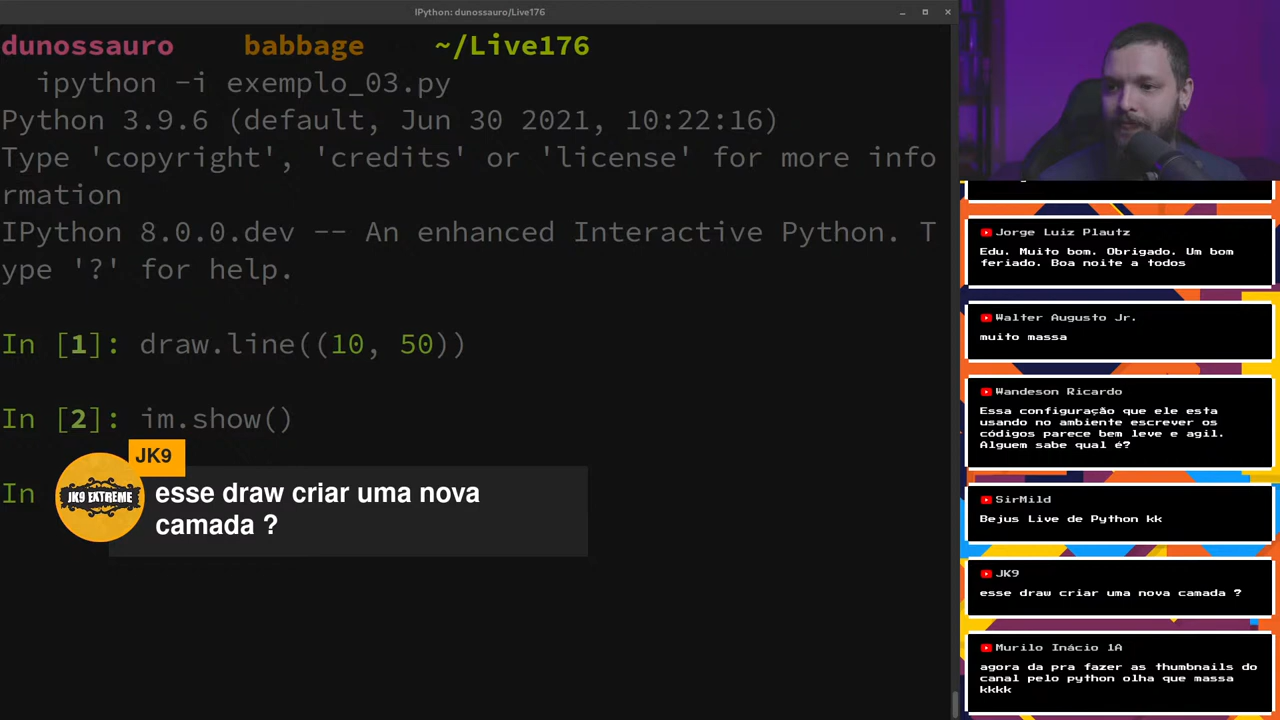 IPython: dunossauro/Live176
dunossauro babbage ~/Live176
ipython -i exemplo_03.py
Python 3.9.6 (default, Jun 30 2021, 10:22:16)
Type 'copyright', 'credits' or 'license' for more info
rmation
IPython 8.0.0.dev -- An enhanced Interactive Python. T
ype '?' for help.
In [1]: draw.line((10, 50))
In [2]: im.show()
In
JK9
JK9 EXTREME
esse draw criar uma nova
camada ?
Jorge Luiz Plautz
Edu. Muito bom. Obrigado. Um bom
feriado. Boa noite a todos
Walter Augusto Jr.
muito massa
Wandeson Ricardo
Essa configuração que ele esta
usando no ambiente escrever os
códigos parece bem leve e agil.
Alguem sabe qual é?
SirMild
Bejus Live de Python kk
JK9
esse draw criar uma nova camada ?
Murilo Inácio lA
agora da pra fazer as thumbnails do
canal pelo python olha que massa
kkkk